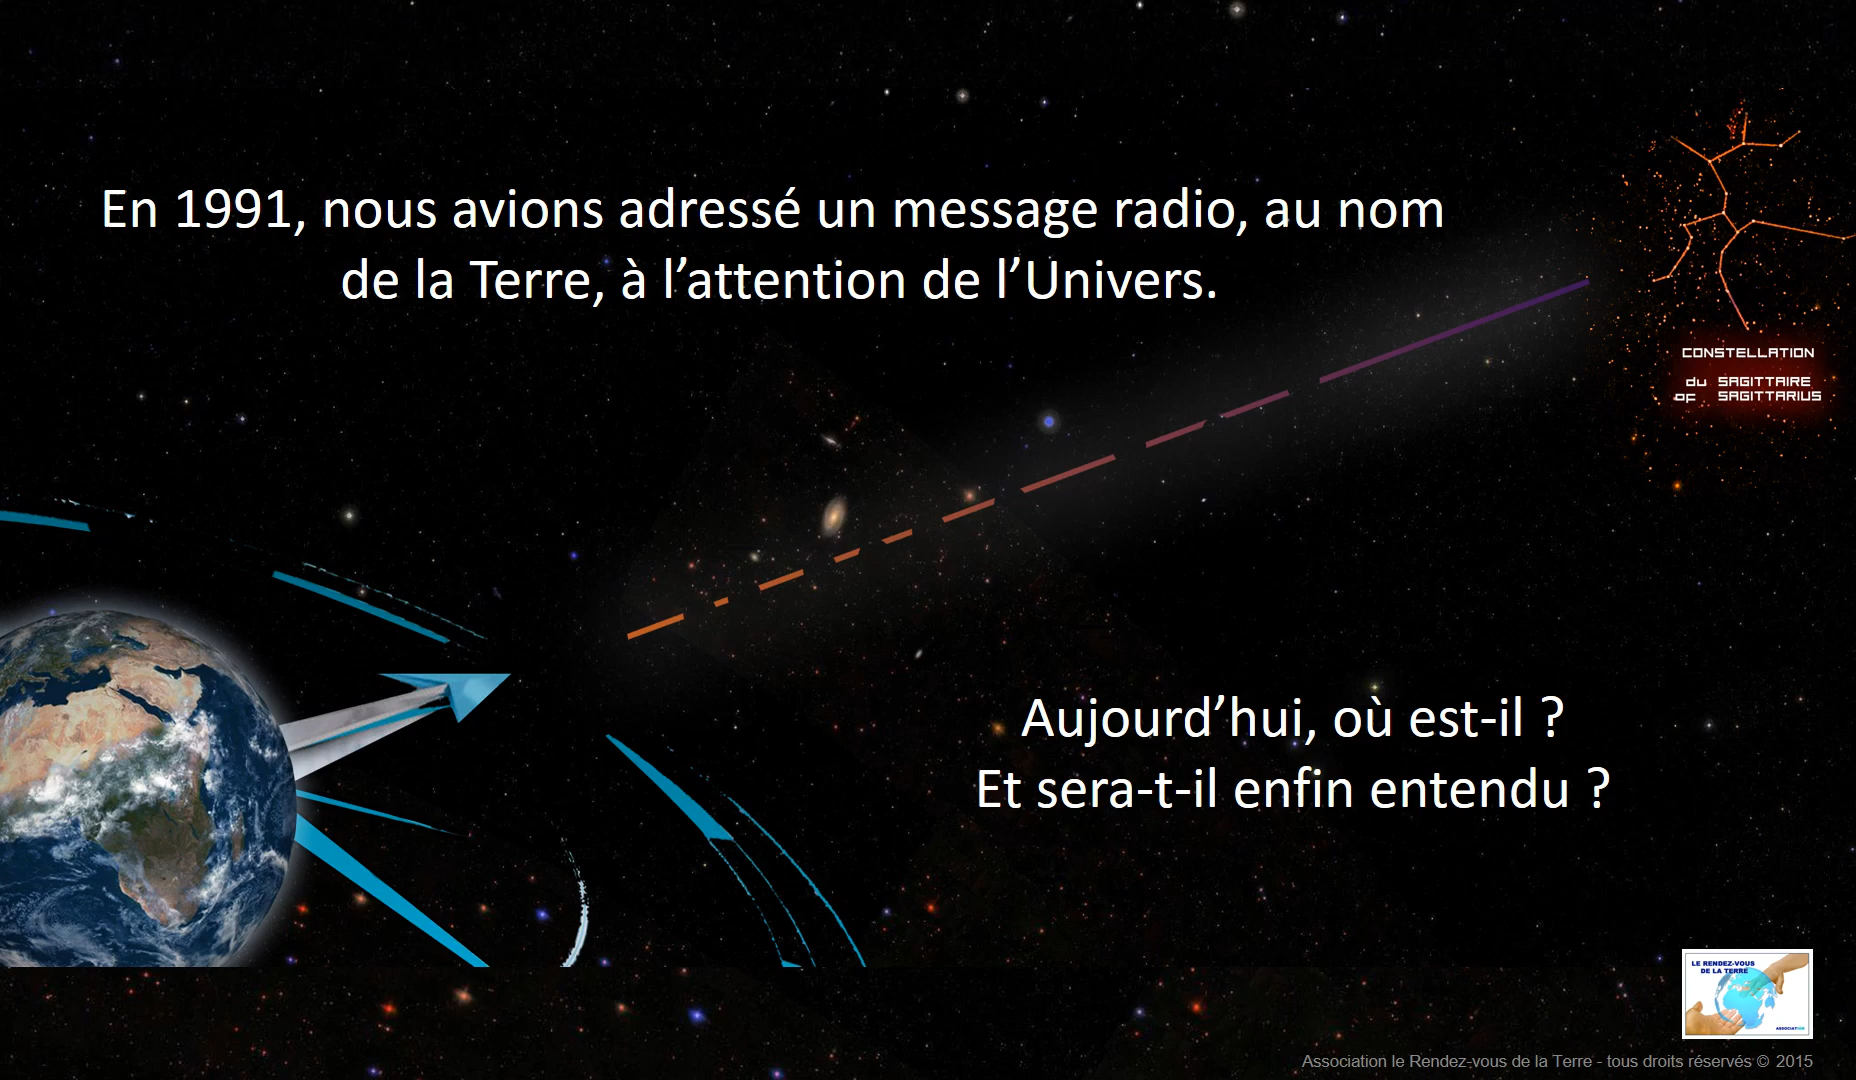 En 1991, nous avions adressé un message radio, au nom
de la Terre, à l’attention de l’Univers.
CONSTELLATION
du SAGITTAIRE
OF SAGITTARIUS
Aujourd’hui, où est-il ?
Et sera-t-il enfin entendu ?
LE RENDEZ-VOUS
DE LA TERRE
ASSOCIATION
Association le Rendez-vous de la Terre - tous droits réservés © 2015